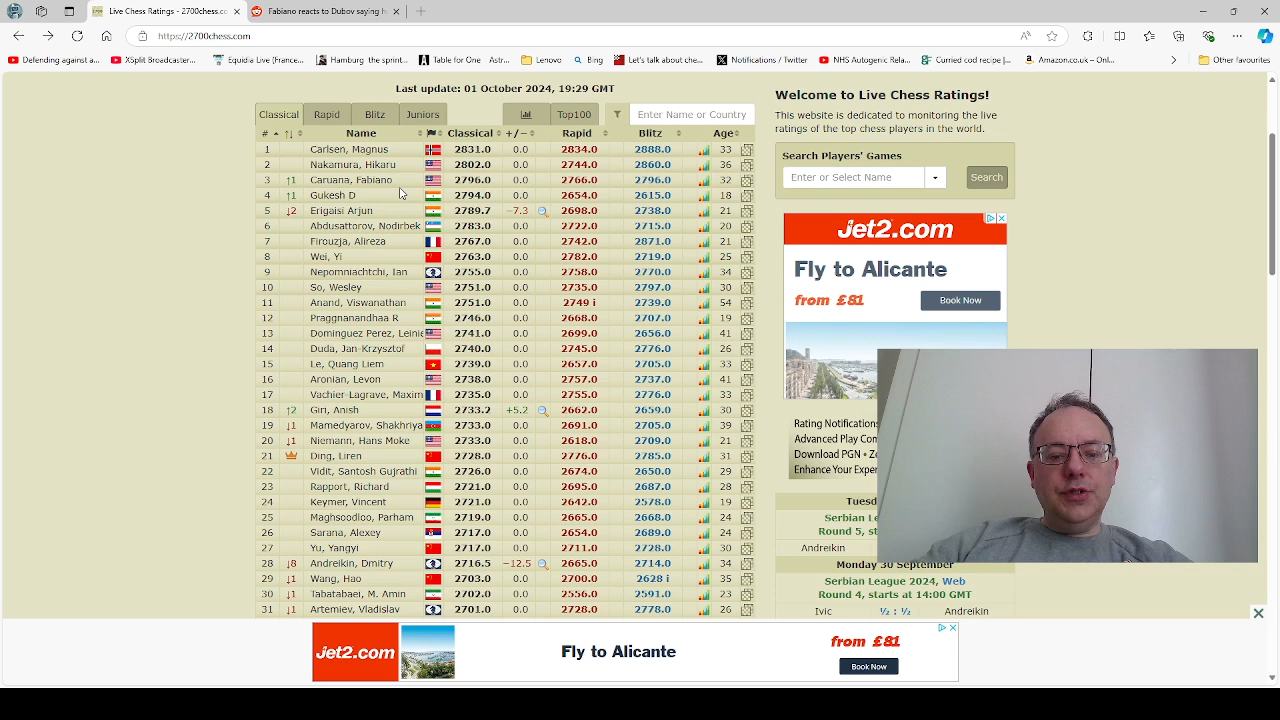 Live Chess Ratings - 2700chess.com
Fabiano reacts to Dubov saying h
https://2700chess.com
Defending against a...
XSplit Broadcaster...
Equidia Live (France...
Hamburg the sprint...
Table for One Astr...
Lenovo
Bing
Let's talk about che...
Notifications / Twitter
NHS Autogenic Rela...
Curried cod recipe |...
Amazon.co.uk – Onl...
Other favourites
Last update: 01 October 2024, 19:29 GMT
Classical Rapid Blitz Juniors Top100 Enter Name or Country
# Name Classical +/− Rapid Blitz Age
1 Carlsen, Magnus 2831.0 0.0 2834.0 2888.0 33
2 Nakamura, Hikaru 2802.0 0.0 2744.0 2860.0 36
3 ↑1 Caruana, Fabiano 2796.0 0.0 2766.0 2796.0 32
4 ↑1 Gukesh D 2794.0 0.0 2654.0 2615.0 18
5 ↓2 Erigaisi Arjun 2789.7 −7.3 2698.0 2738.0 21
6 Abdusattorov, Nodirbek 2783.0 0.0 2722.0 2715.0 20
7 Firouzja, Alireza 2767.0 0.0 2742.0 2871.0 21
8 Wei, Yi 2763.0 0.0 2782.0 2719.0 25
9 Nepomniachtchi, Ian 2755.0 0.0 2758.0 2770.0 34
10 So, Wesley 2751.0 0.0 2735.0 2797.0 30
11 Anand, Viswanathan 2751.0 0.0 2749 i 2739.0 54
12 Praggnanandhaa R 2746.0 0.0 2668.0 2707.0 19
13 Dominguez Perez, Leinie 2741.0 0.0 2699.0 2656.0 41
14 Duda, Jan-Krzysztof 2740.0 0.0 2745.0 2776.0 26
15 Le, Quang Liem 2739.0 0.0 2657.0 2705.0 33
16 Aronian, Levon 2738.0 0.0 2757.0 2737.0 41
17 Vachier-Lagrave, Maxim 2735.0 0.0 2755.0 2776.0 33
18 ↑2 Giri, Anish 2733.2 +5.2 2662.0 2659.0 30
19 ↓1 Mamedyarov, Shakhriya 2733.0 0.0 2691.0 2705.0 39
20 ↓1 Niemann, Hans Moke 2733.0 0.0 2618.0 2709.0 21
21 Ding, Liren 2728.0 0.0 2776.0 2785.0 31
22 Vidit, Santosh Gujrathi 2726.0 0.0 2674.0 2650.0 29
23 Rapport, Richard 2721.0 0.0 2695.0 2687.0 28
24 Keymer, Vincent 2721.0 0.0 2642.0 2578.0 19
25 Maghsoodloo, Parham 2719.0 0.0 2665.0 2668.0 24
26 Sarana, Alexey 2717.0 0.0 2654.0 2689.0 24
27 Yu, Yangyi 2717.0 0.0 2711.0 2728.0 30
28 ↓8 Andreikin, Dmitry 2716.5 −12.5 2665.0 2714.0 34
29 ↓1 Wang, Hao 2703.0 0.0 2700.0 2628 i 35
30 ↓1 Tabatabaei, M. Amin 2702.0 0.0 2556.0 2591.0 23
31 ↓1 Artemiev, Vladislav 2701.0 0.0 2728.0 2778.0 26
Welcome to Live Chess Ratings!
This website is dedicated to monitoring the live
ratings of the top chess players in the world.
Search Players' Games
Enter or Select Name Search
Jet2.com
Fly to Alicante
from £81 Book Now
Rating Notifications
Advanced Play Con
Download PGN • Zo
Enhance Your Exper
Tuesd
Serbian Le
Round 5, st
Andreikin
Monday 30 September
Serbian League 2024, Web
Round 4, starts at 14:00 GMT
Ivic ½ : ½ Andreikin
Jet2.com Fly to Alicante from £81
Book Now